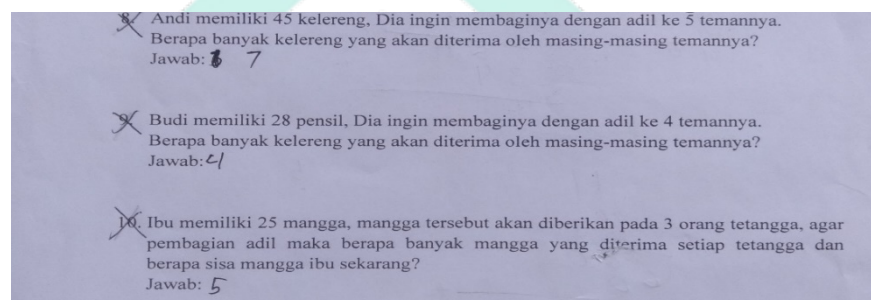 8. Andi memiliki 45 kelereng, Dia ingin membaginya dengan adil ke 5 temannya.
Berapa banyak kelereng yang akan diterima oleh masing-masing temannya?
Jawab: 7
9. Budi memiliki 28 pensil, Dia ingin membaginya dengan adil ke 4 temannya.
Berapa banyak kelereng yang akan diterima oleh masing-masing temannya?
Jawab: 4
10. Ibu memiliki 25 mangga, mangga tersebut akan diberikan pada 3 orang tetangga, agar
pembagian adil maka berapa banyak mangga yang diterima setiap tetangga dan
berapa sisa mangga ibu sekarang?
Jawab: 5